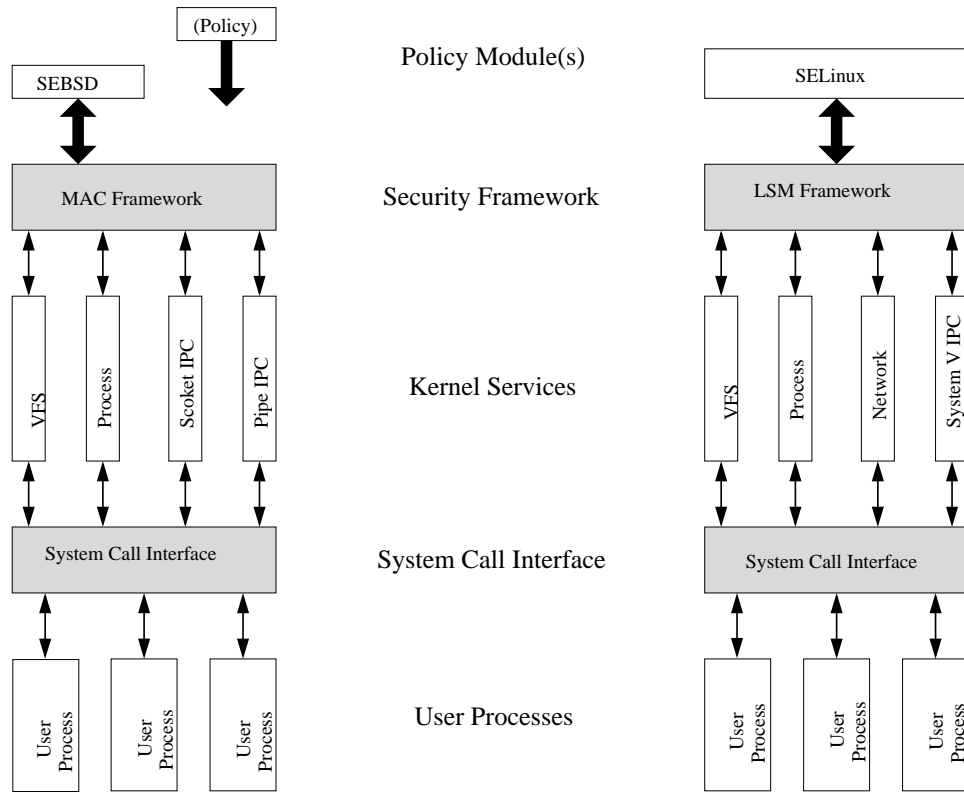 (Policy)
Policy Module(s)
SEBSD
SELinux
MAC Framework
Security Framework
LSM Framework
VFS
Process
Scoket IPC
Pipe IPC
Kernel Services
VFS
Process
Network
System V IPC
System Call Interface
System Call Interface
System Call Interface
User
Process
User
Process
User
Process
User Processes
User
Process
User
Process
User
Process